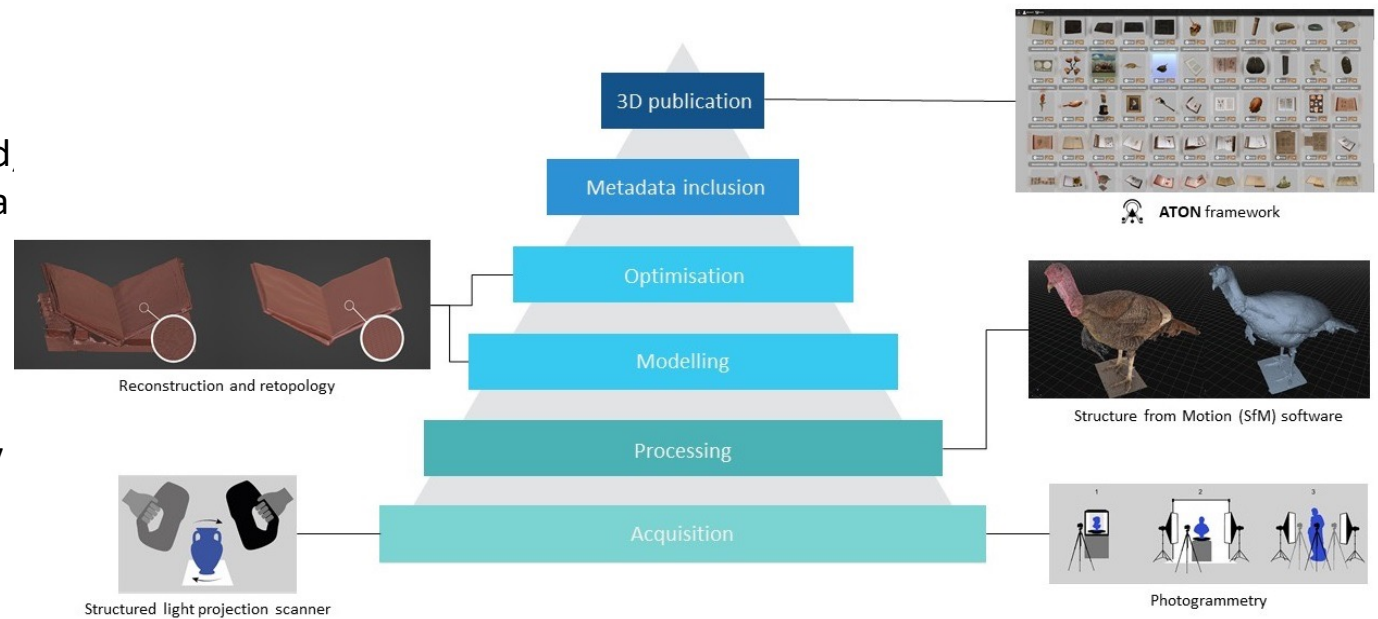 3D publication
Metadata inclusion
ATON framework
d,
a
Optimisation
Modelling
Reconstruction and retopology
Structure from Motion (SfM) software
Processing
y
Acquisition
1
2
3
Structured light projection scanner
Photogrammetry